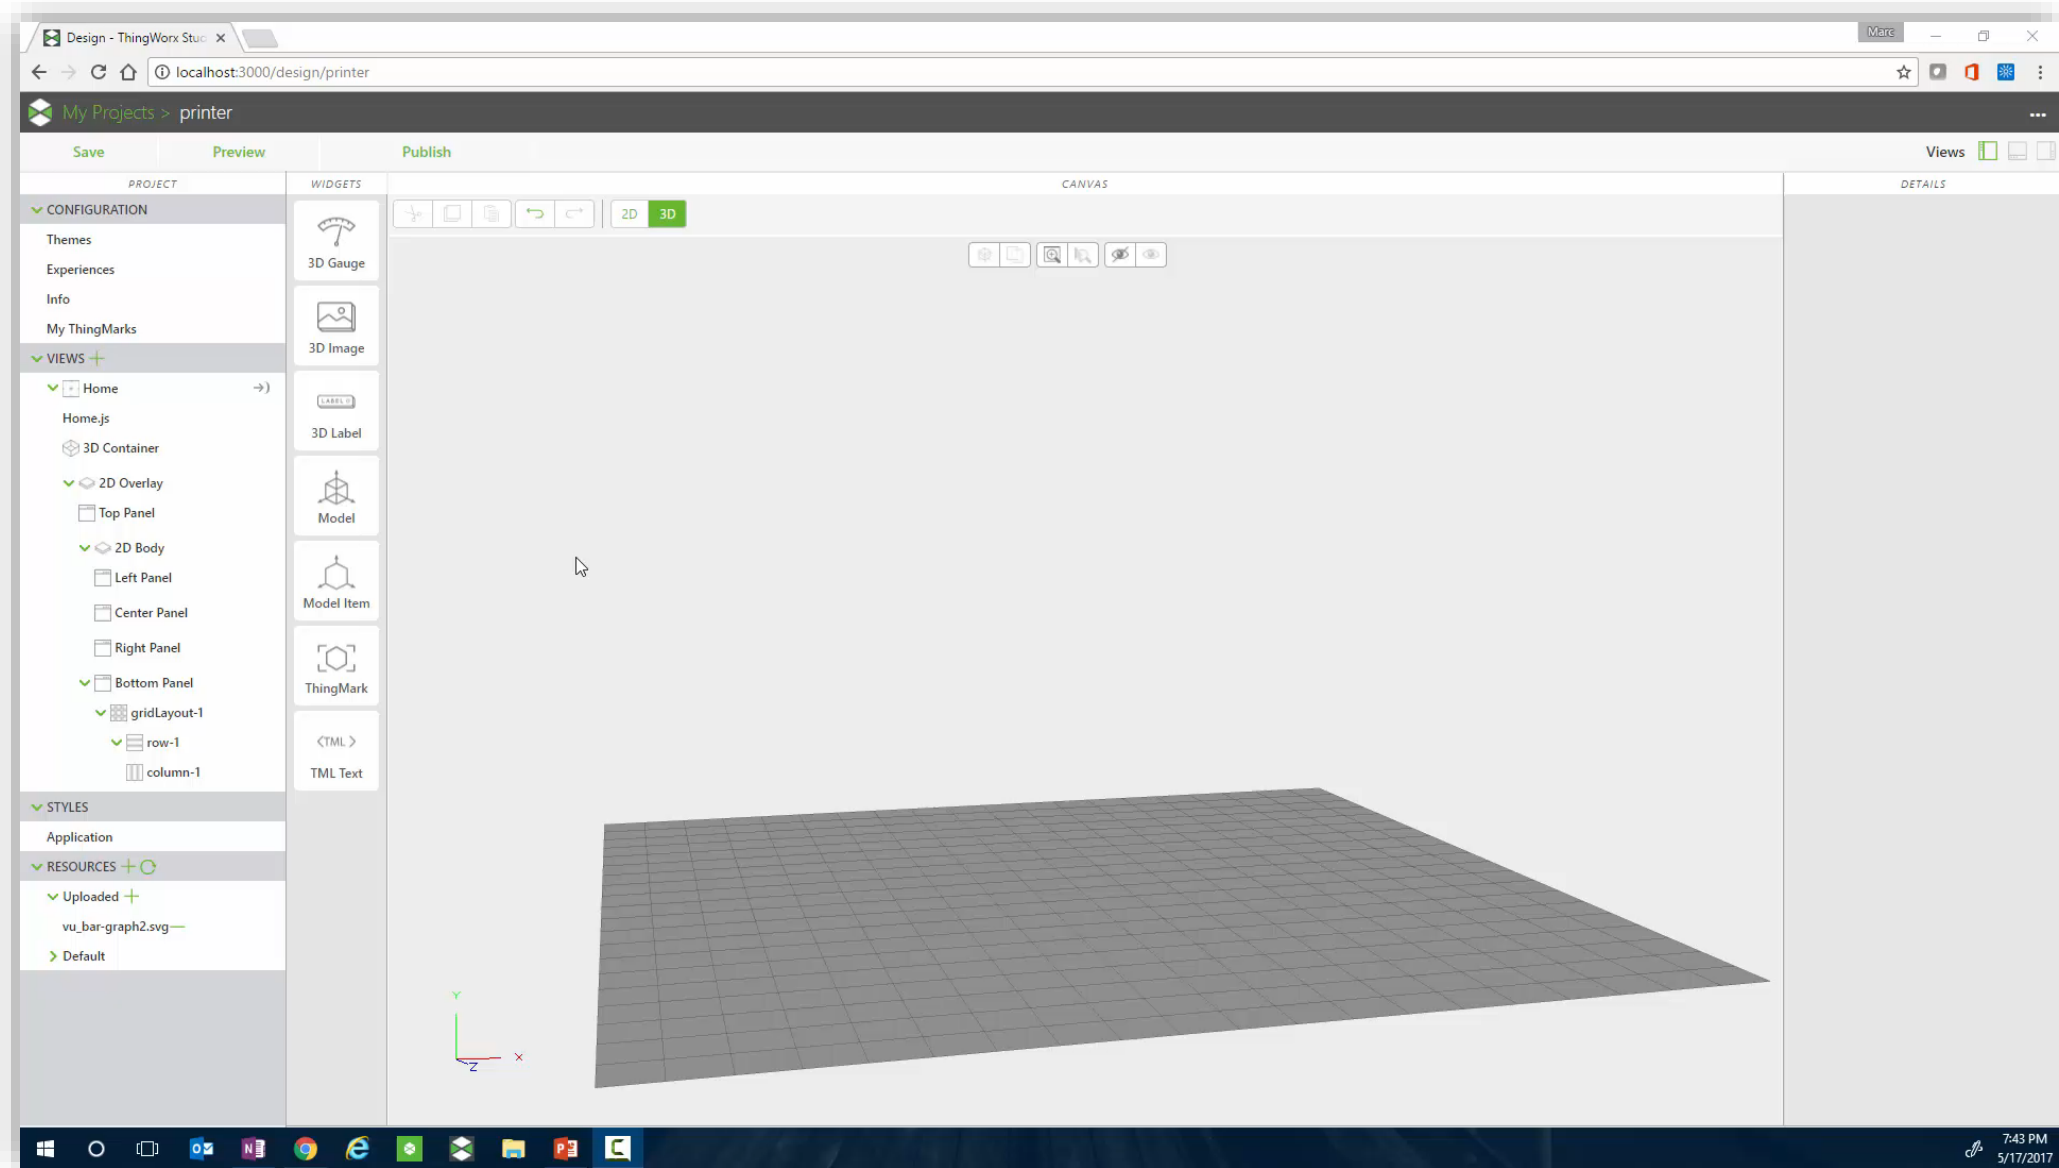 Design - ThingWorx Stuc
Marc
localhost:3000/design/printer
My Projects > printer
Save
Preview
Publish
Views
PROJECT
WIDGETS
CANVAS
DETAILS
CONFIGURATION
Themes
Experiences
Info
My ThingMarks
VIEWS
Home
Home.js
3D Container
2D Overlay
Top Panel
2D Body
Left Panel
Center Panel
Right Panel
Bottom Panel
gridLayout-1
row-1
column-1
STYLES
Application
RESOURCES
Uploaded
vu_bar-graph2.svg
Default
3D Gauge
3D Image
LABEL
3D Label
Model
Model Item
ThingMark
<TML>
TML Text
2D
3D
Y
X
Z
7:43 PM
5/17/2017